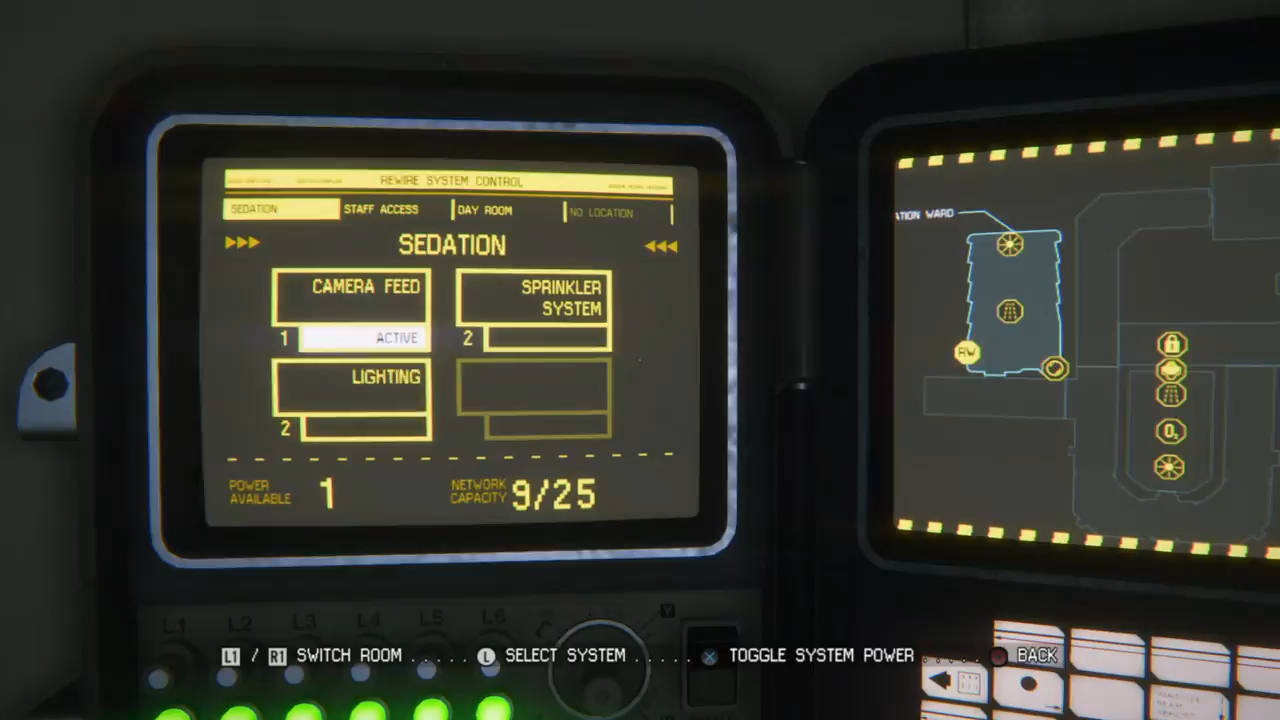 REWIRE SYSTEM CONTROL
SEDATION STAFF ACCESS DAY ROOM NO LOCATION
SEDATION
CAMERA FEED
1 ACTIVE
SPRINKLER
SYSTEM
2
LIGHTING
2
POWER
AVAILABLE 1
NETWORK
CAPACITY 9/25
ATION WARD
RW
O₂
L1 L2 L3 L4 L5 L6
L1 / R1 SWITCH ROOM ..... L SELECT SYSTEM ..... X TOGGLE SYSTEM POWER ..... BACK